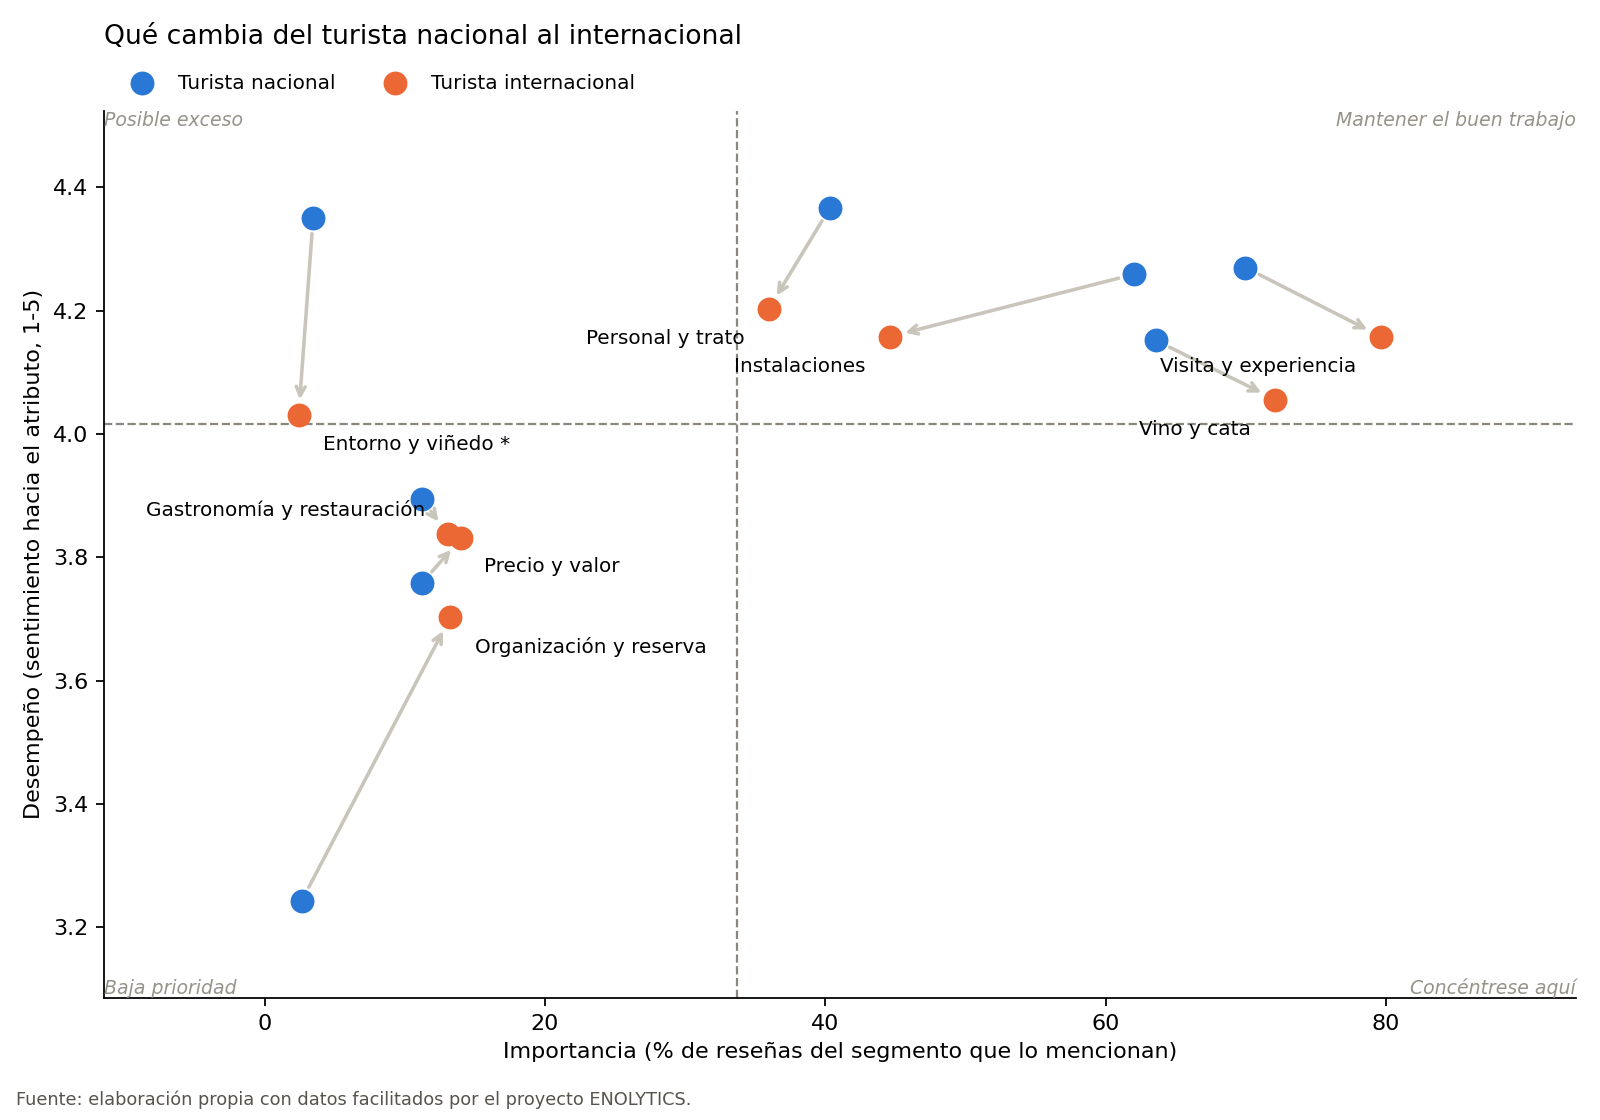 Qué cambia del turista nacional al internacional
Turista nacional
Turista internacional
Posible exceso
Mantener el buen trabajo
4.4
4.2
4.0
3.8
3.6
3.4
3.2
Desempeño (sentimiento hacia el atributo, 1-5)
Personal y trato
Instalaciones
Visita y experiencia
Vino y cata
Entorno y viñedo *
Gastronomía y restauración
Precio y valor
Organización y reserva
Baja prioridad
Concéntrese aquí
0
20
40
60
80
Importancia (% de reseñas del segmento que lo mencionan)
Fuente: elaboración propia con datos facilitados por el proyecto ENOLYTICS.